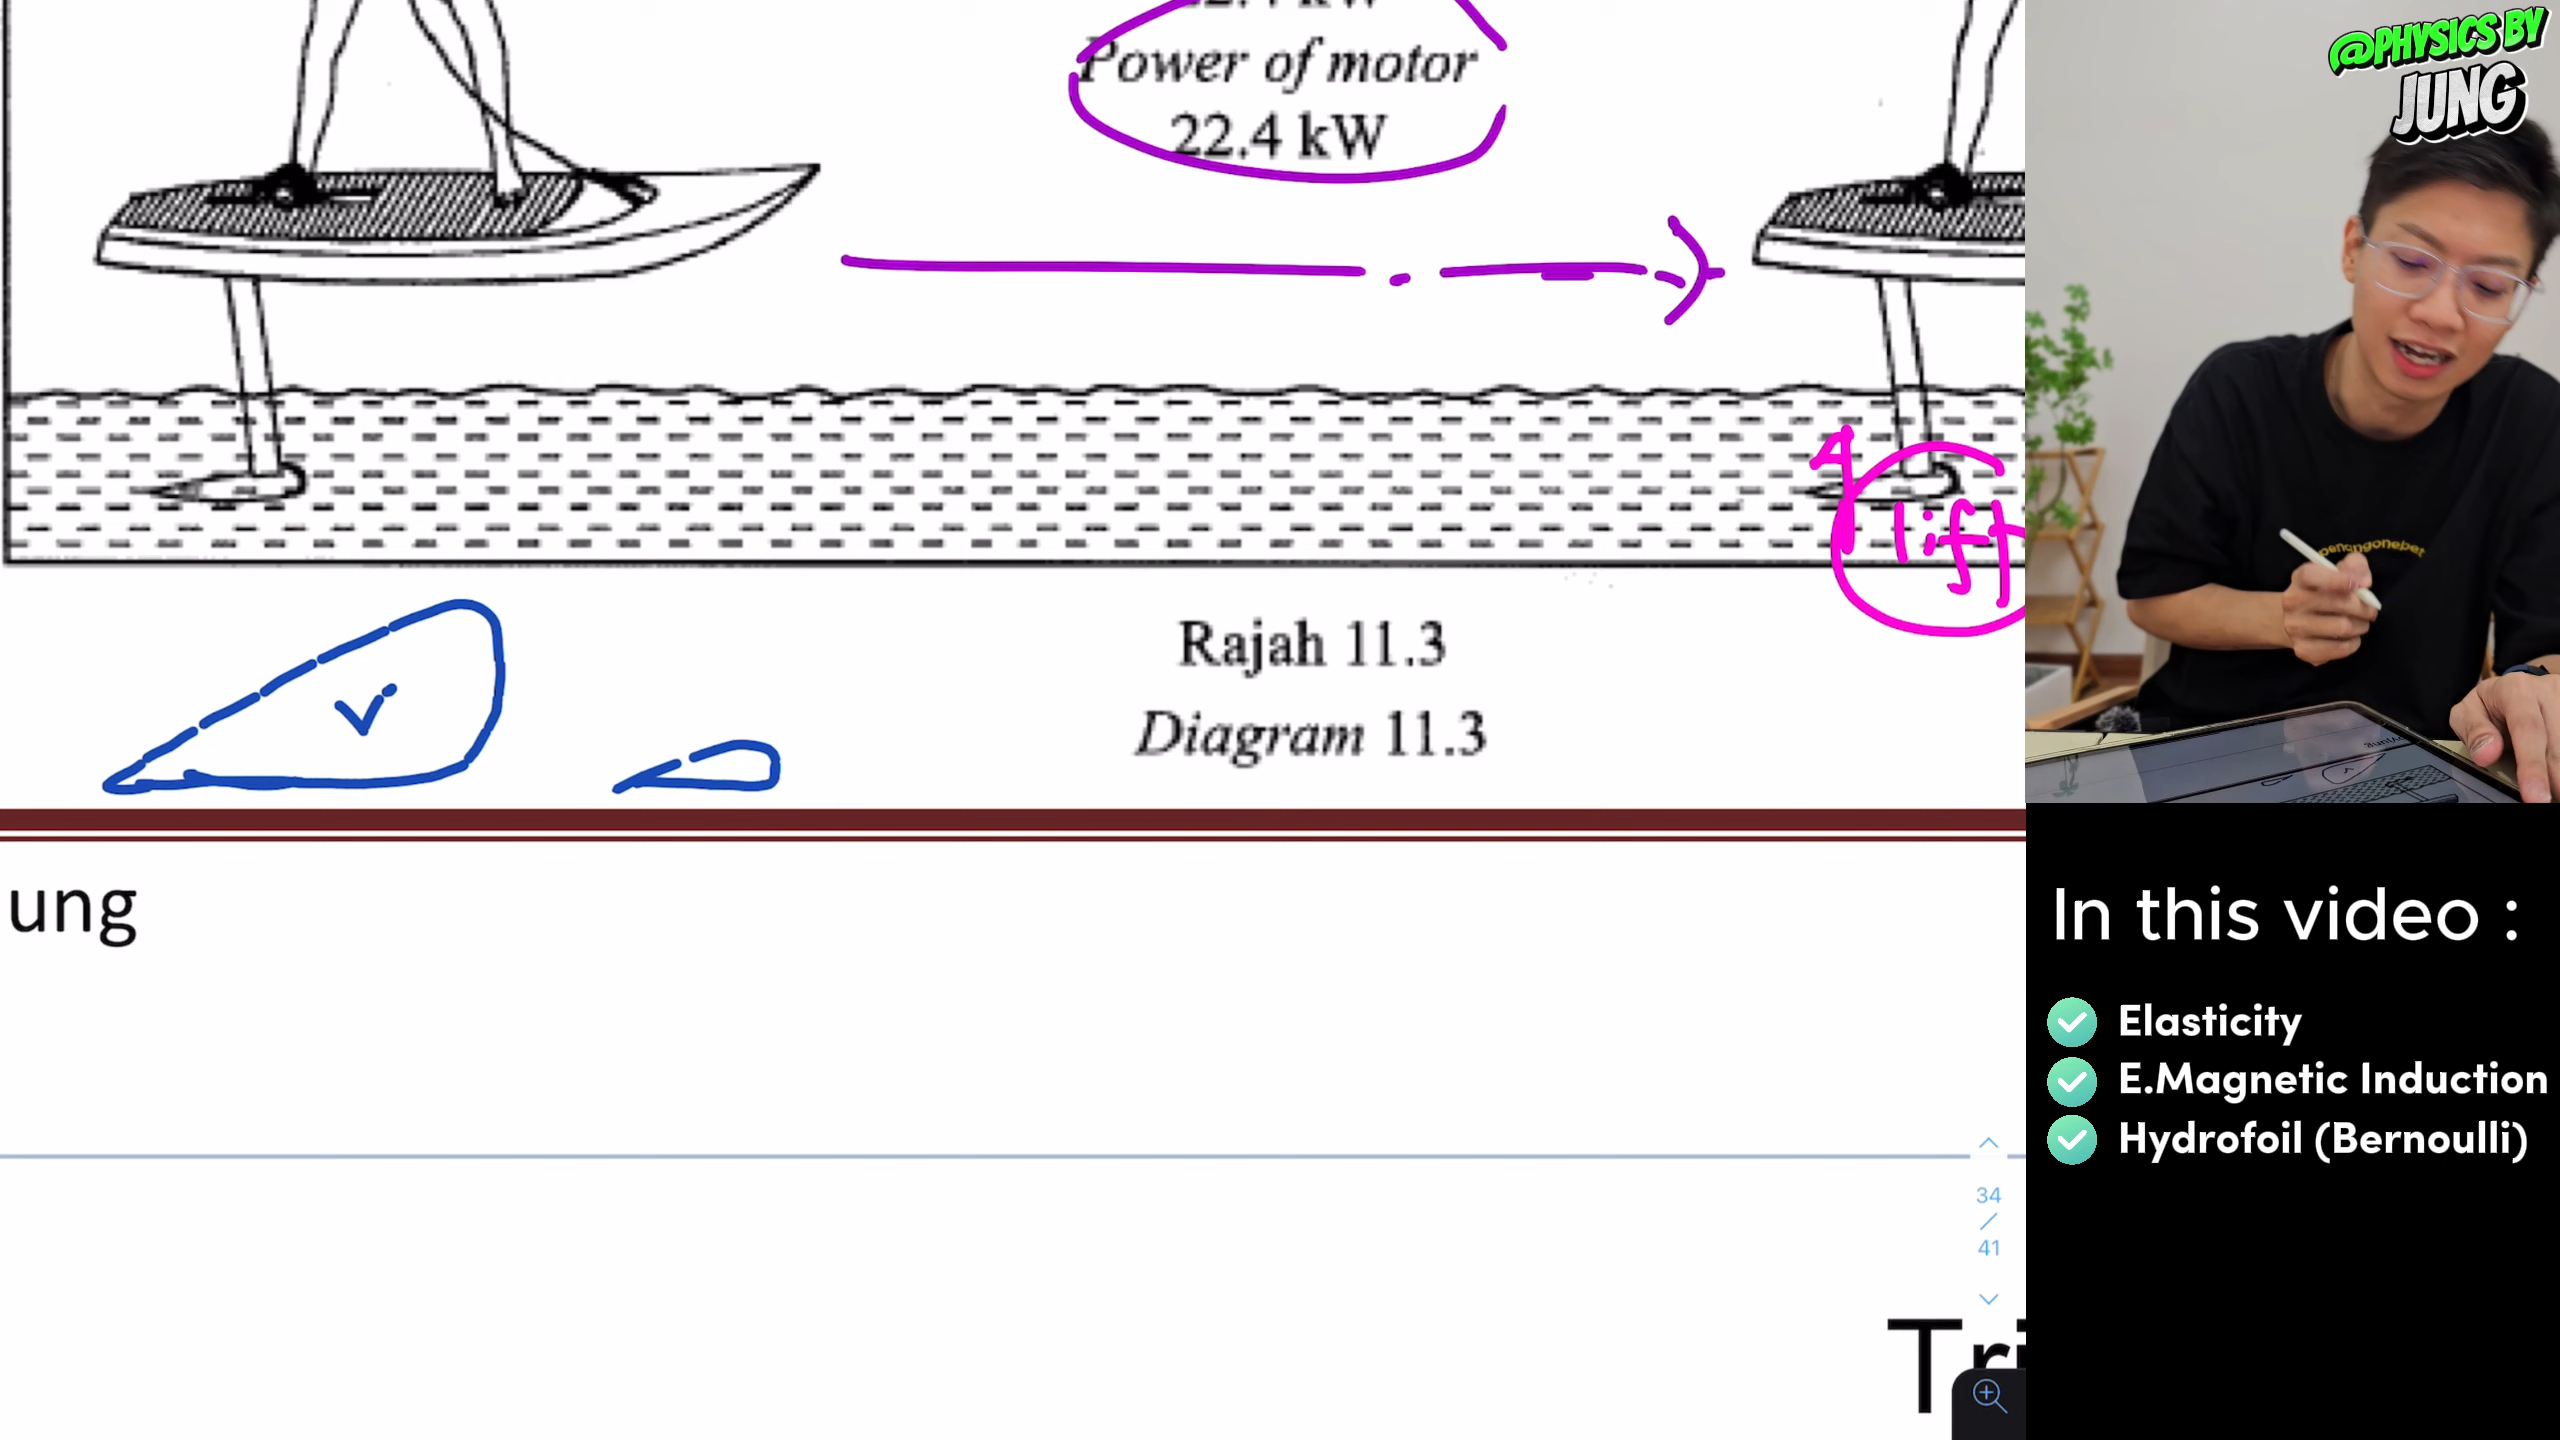 Power of motor
22.4 kW
lift
Rajah 11.3
Diagram 11.3
V
ung
34
/
41
@PHYSICS BY
JUNG
penangonebet
In this video :
Elasticity
E.Magnetic Induction
Hydrofoil (Bernoulli)